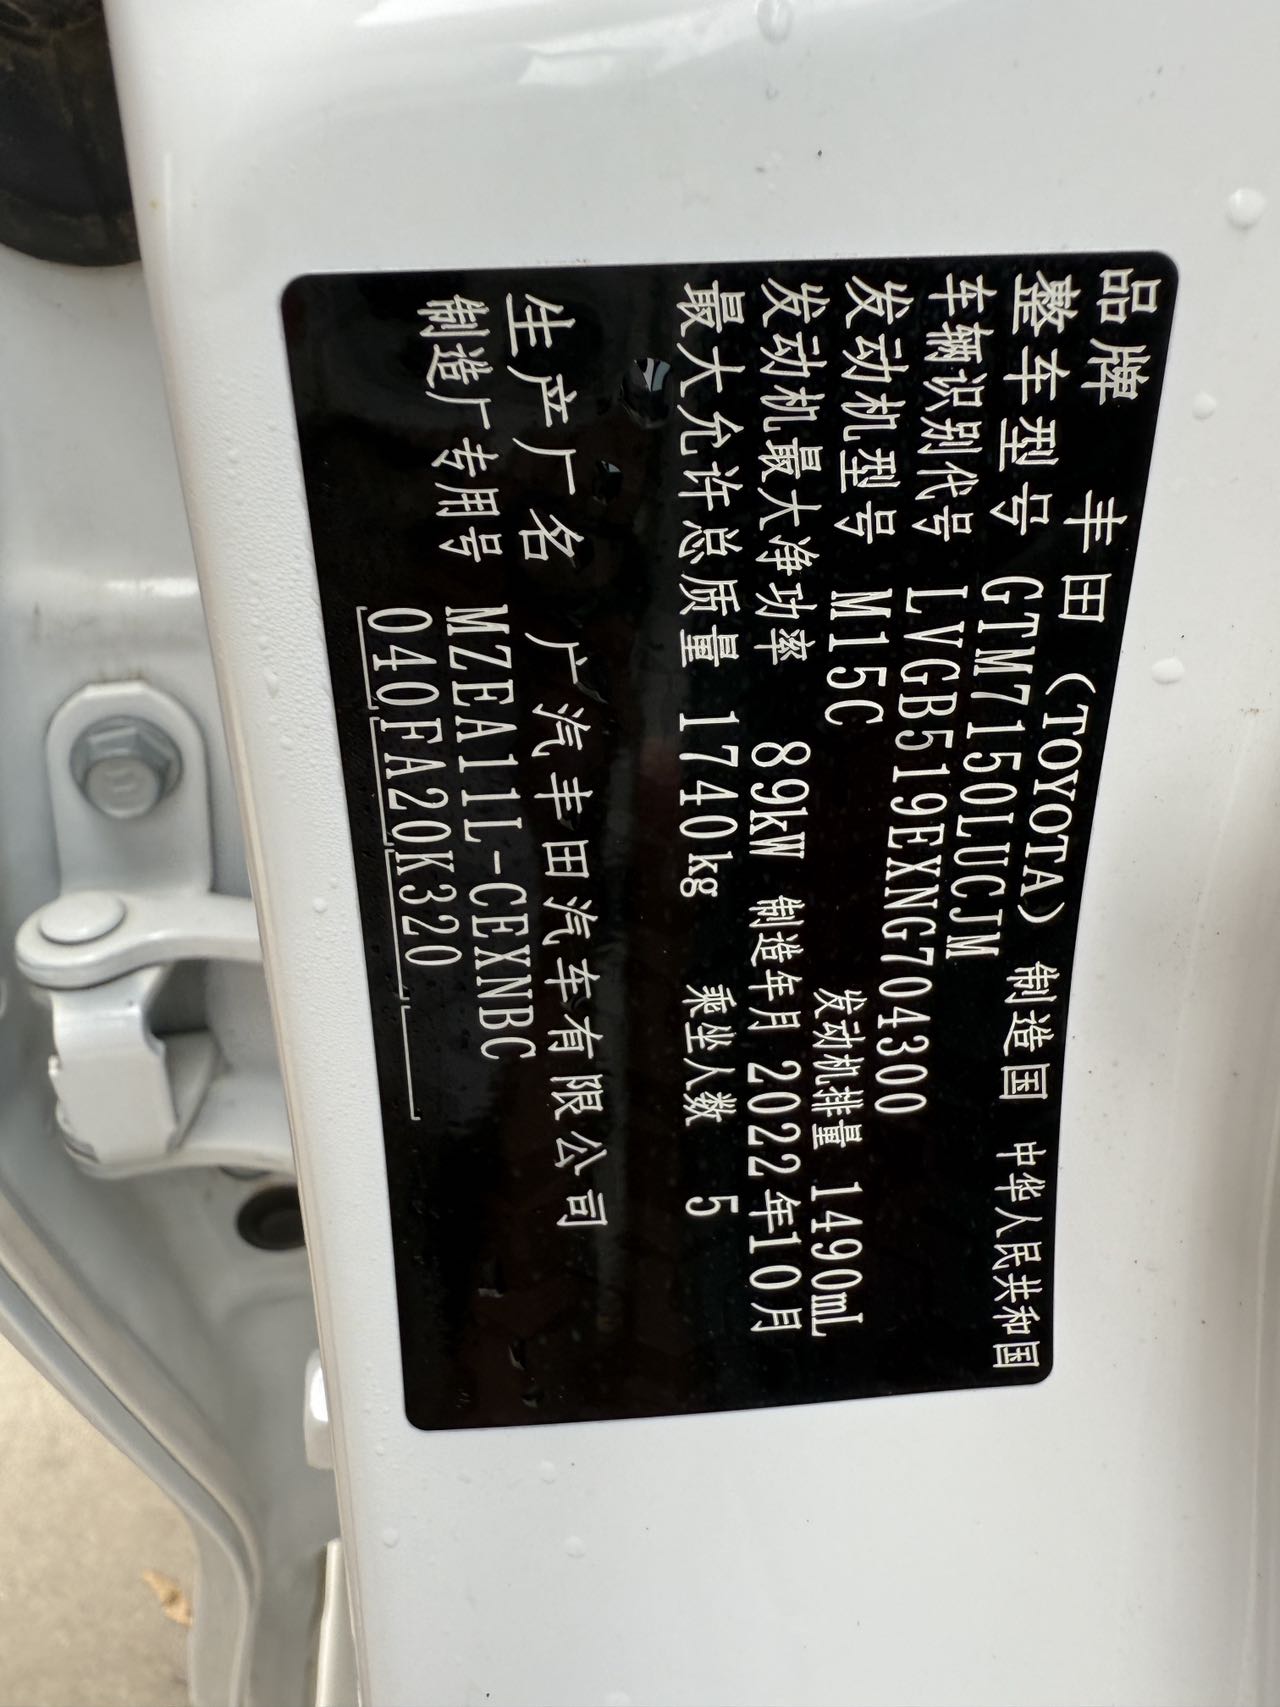 品牌 丰田 (TOYOTA) 制造国 中华人民共和国
整车型号 GTM7150LUCJM
车辆识别代号 LVGB519EXNG704300
发动机型号 M15C 发动机排量 1490mL
发动机最大净功率 89kW 制造年月 2022年10月
最大允许总质量 1740kg 乘坐人数 5
生产厂名 广汽丰田汽车有限公司
制造厂专用号 MZEA11L-CEXNBC
040FA20K320